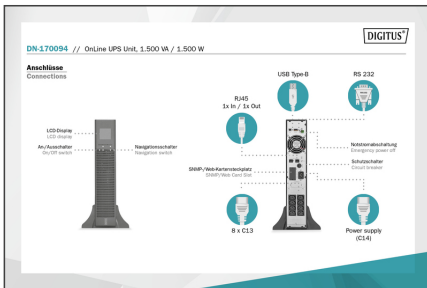 DIGITUS®
DN-170094 // OnLine UPS Unit, 1.500 VA / 1.500 W
Anschlüsse
Connections
USB Type-B
RS 232
RJ45
1x In / 1x Out
LCD-Display
LCD display
An-/Ausschalter
On/Off switch
Navigationsschalter
Navigation switch
Notstromabschaltung
Emergency power off
Schutzschalter
Circuit breaker
SNMP-/Web-Kartensteckplatz
SNMP/Web Card Slot
8 x C13
Power supply
(C14)